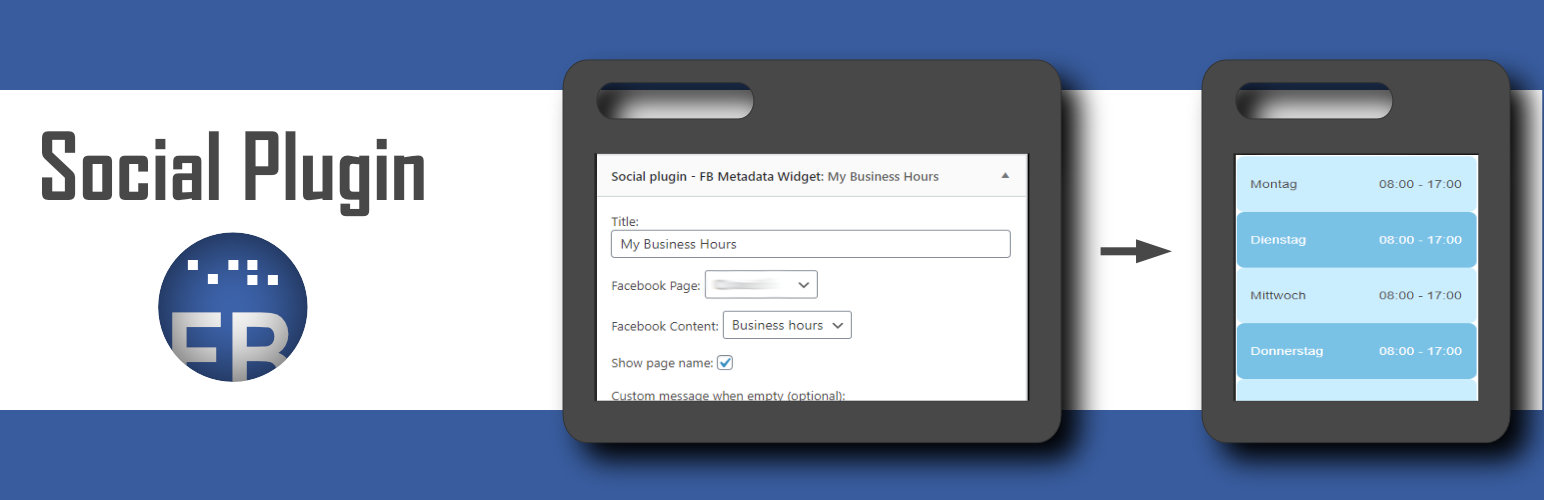 Social Plugin
FB
Social plugin - FB Metadata Widget: My Business Hours
Title:
My Business Hours
Facebook Page:
Facebook Content: Business hours
Show page name:
Custom message when empty (optional):
Montag 08:00 - 17:00
Dienstag 08:00 - 17:00
Mittwoch 08:00 - 17:00
Donnerstag 08:00 - 17:00